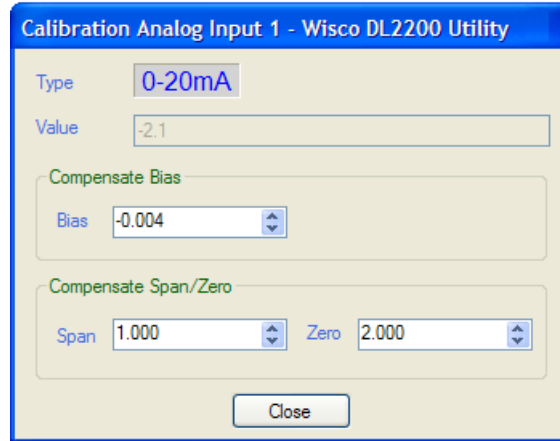 Calibration Analog Input 1 - Wisco DL2200 Utility
Type 0-20mA
Value -2.1
Compensate Bias
Bias -0.004
Compensate Span/Zero
Span 1.000 Zero 2.000
Close